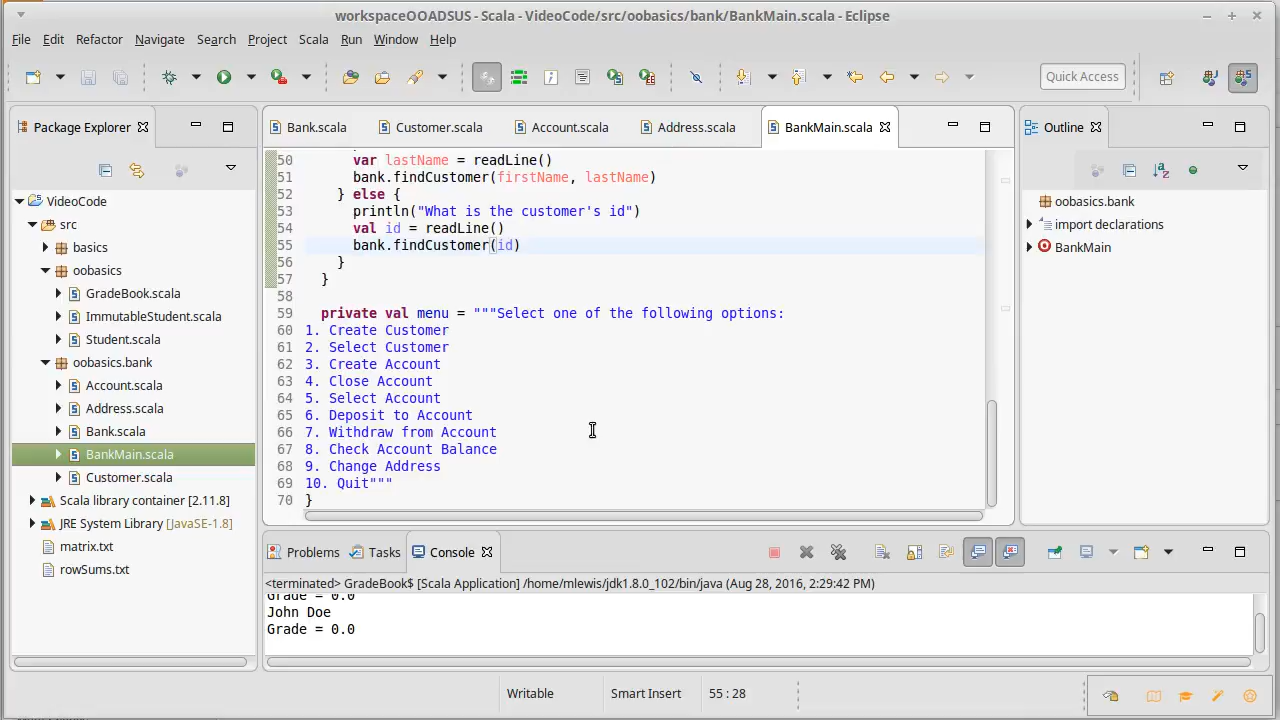 workspaceOOADSUS - Scala - VideoCode/src/oobasics/bank/BankMain.scala - Eclipse
File Edit Refactor Navigate Search Project Scala Run Window Help
Quick Access
Package Explorer
VideoCode
src
basics
oobasics
GradeBook.scala
ImmutableStudent.scala
Student.scala
oobasics.bank
Account.scala
Address.scala
Bank.scala
BankMain.scala
Customer.scala
Scala library container [2.11.8]
JRE System Library [JavaSE-1.8]
matrix.txt
rowSums.txt
Bank.scala Customer.scala Account.scala Address.scala BankMain.scala
50 var lastName = readLine()
51 bank.findCustomer(firstName, lastName)
52 } else {
53 println("What is the customer's id")
54 val id = readLine()
55 bank.findCustomer(id)
56 }
57 }
58
59 private val menu = """Select one of the following options:
60 1. Create Customer
61 2. Select Customer
62 3. Create Account
63 4. Close Account
64 5. Select Account
65 6. Deposit to Account
66 7. Withdraw from Account
67 8. Check Account Balance
68 9. Change Address
69 10. Quit"""
70 }
Outline
oobasics.bank
import declarations
BankMain
Problems Tasks Console
<terminated> GradeBook$ [Scala Application] /home/mlewis/jdk1.8.0_102/bin/java (Aug 28, 2016, 2:29:42 PM)
Grade = 0.0
John Doe
Grade = 0.0
Writable Smart Insert 55 : 28